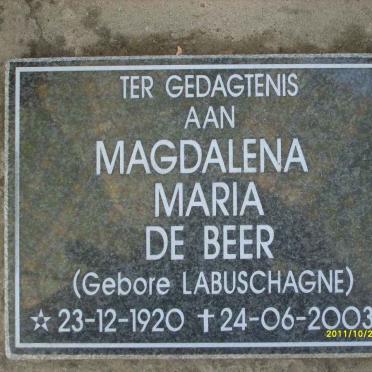 TER GEDAGTENIS
AAN
MAGDALENA
MARIA
DE BEER
(Gebore LABUSCHAGNE)
☆ 23-12-1920 † 24-06-2003